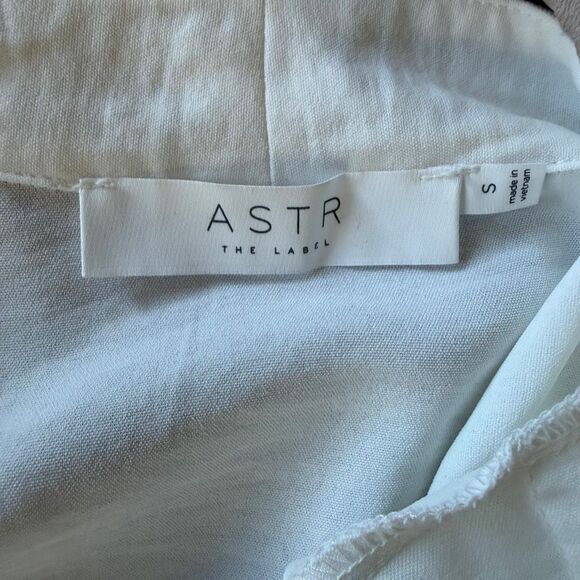 ASTR
THE LABEL
S
made in
vietnam